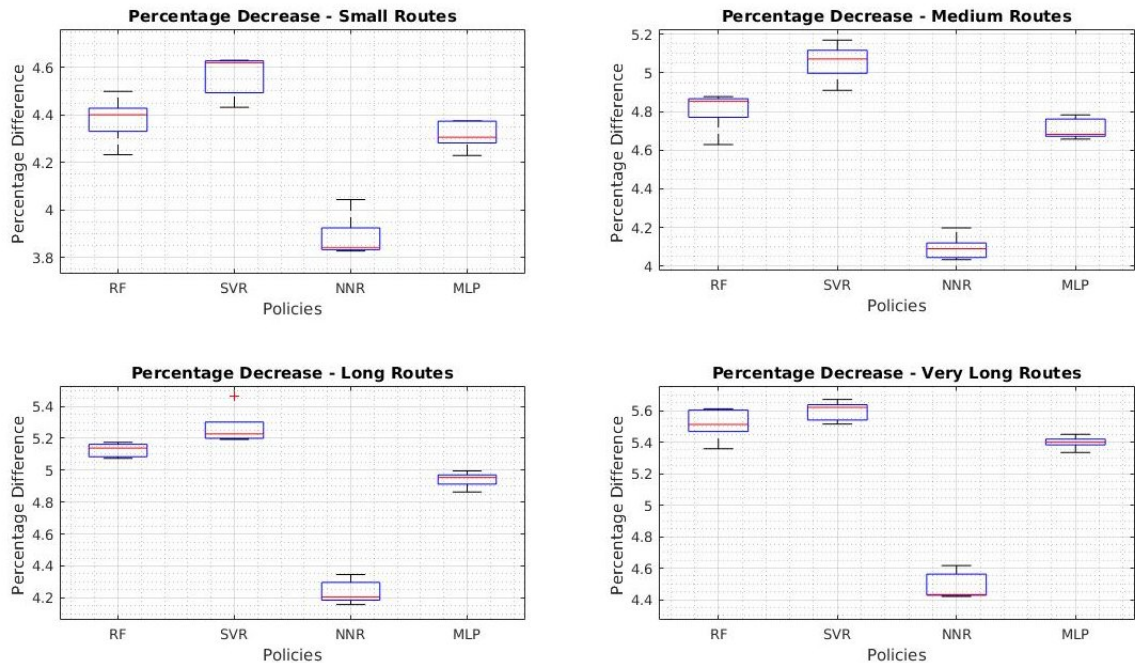 Percentage Decrease - Small Routes
4.6
4.4
4.2
4
3.8
Percentage Difference
RF SVR NNR MLP
Policies
Percentage Decrease - Medium Routes
5.2
5
4.8
4.6
4.4
4.2
4
Percentage Difference
RF SVR NNR MLP
Policies
Percentage Decrease - Long Routes
5.4
5.2
5
4.8
4.6
4.4
4.2
Percentage Difference
RF SVR NNR MLP
Policies
Percentage Decrease - Very Long Routes
5.6
5.4
5.2
5
4.8
4.6
4.4
Percentage Difference
RF SVR NNR MLP
Policies